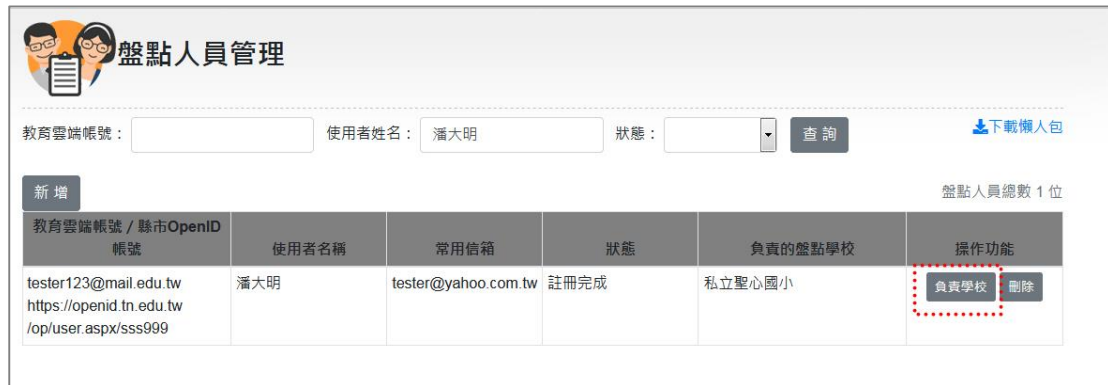 盤點人員管理
教育雲端帳號： 使用者姓名： 潘大明 狀態： 查詢 下載懶人包
新增 盤點人員總數 1 位
教育雲端帳號 / 縣市OpenID
帳號 使用者名稱 常用信箱 狀態 負責的盤點學校 操作功能
tester123@mail.edu.tw 潘大明 tester@yahoo.com.tw 註冊完成 私立聖心國小 負責學校 刪除
https://openid.tn.edu.tw
/op/user.aspx/sss999